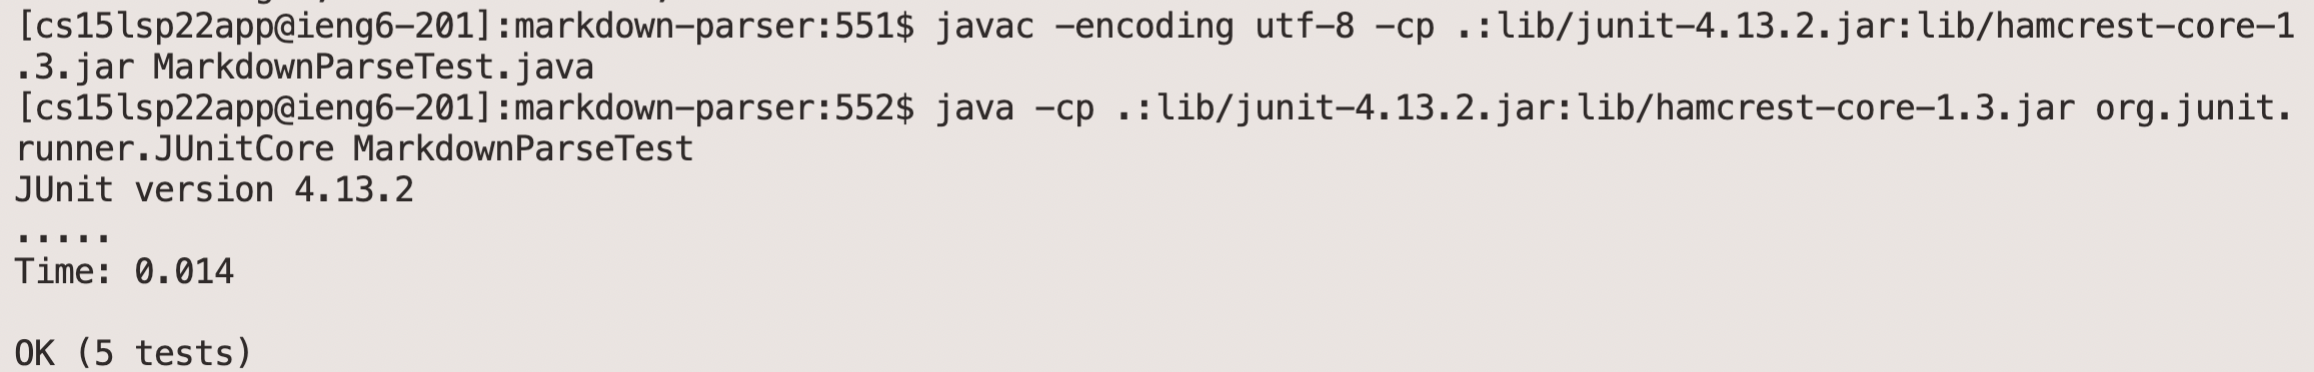 [cs15lsp22app@ieng6-201]:markdown-parser:551$ javac -encoding utf-8 -cp .:lib/junit-4.13.2.jar:lib/hamcrest-core-1
.3.jar MarkdownParseTest.java
[cs15lsp22app@ieng6-201]:markdown-parser:552$ java -cp .:lib/junit-4.13.2.jar:lib/hamcrest-core-1.3.jar org.junit.
runner.JUnitCore MarkdownParseTest
JUnit version 4.13.2
.....
Time: 0.014
OK (5 tests)